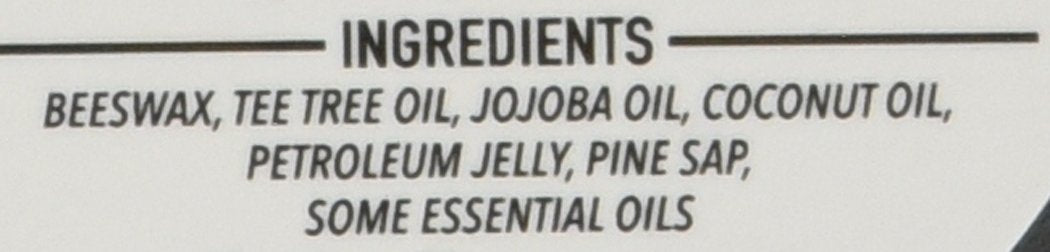 INGREDIENTS
BEESWAX, TEE TREE OIL, JOJOBA OIL, COCONUT OIL,
PETROLEUM JELLY, PINE SAP,
SOME ESSENTIAL OILS